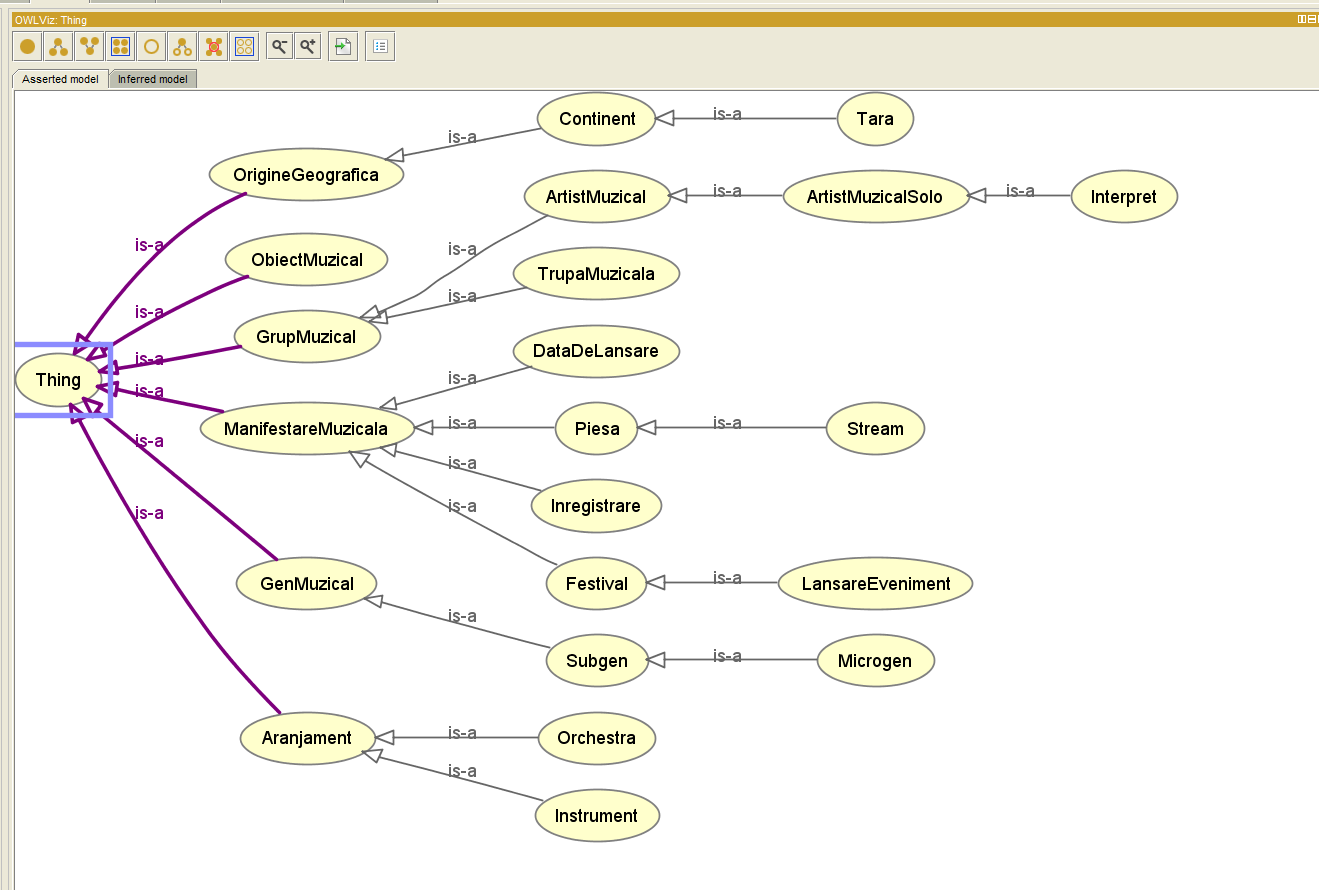 OWLViz: Thing
Asserted model
Inferred model
Continent
is-a
Tara
is-a
OrigineGeografica
ArtistMuzical
is-a
ArtistMuzicalSolo
is-a
Interpret
is-a
is-a
ObiectMuzical
TrupaMuzicala
is-a
is-a
GrupMuzical
DataDeLansare
is-a
Thing
is-a
is-a
ManifestareMuzicala
is-a
Piesa
is-a
Stream
is-a
is-a
Inregistrare
is-a
is-a
GenMuzical
Festival
is-a
LansareEveniment
is-a
Subgen
is-a
Microgen
Aranjament
is-a
Orchestra
is-a
Instrument